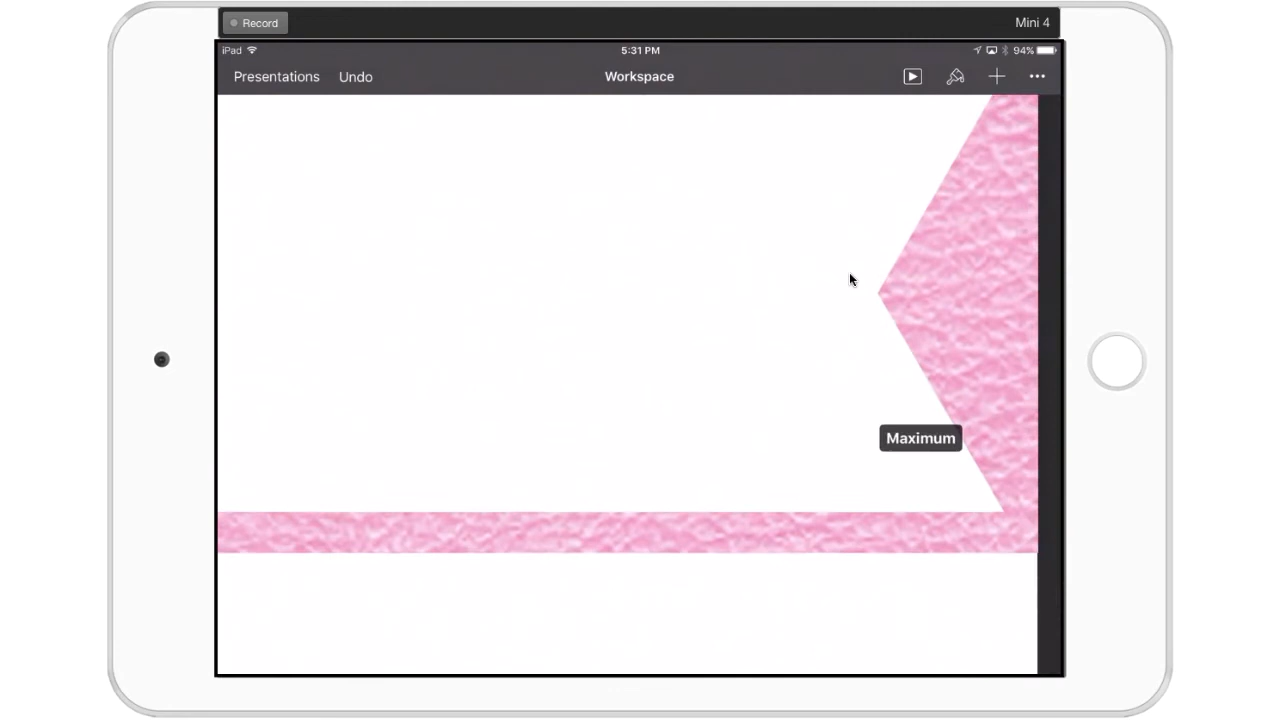 Record
Mini 4
iPad
5:31 PM
94%
Presentations
Undo
Workspace
Maximum